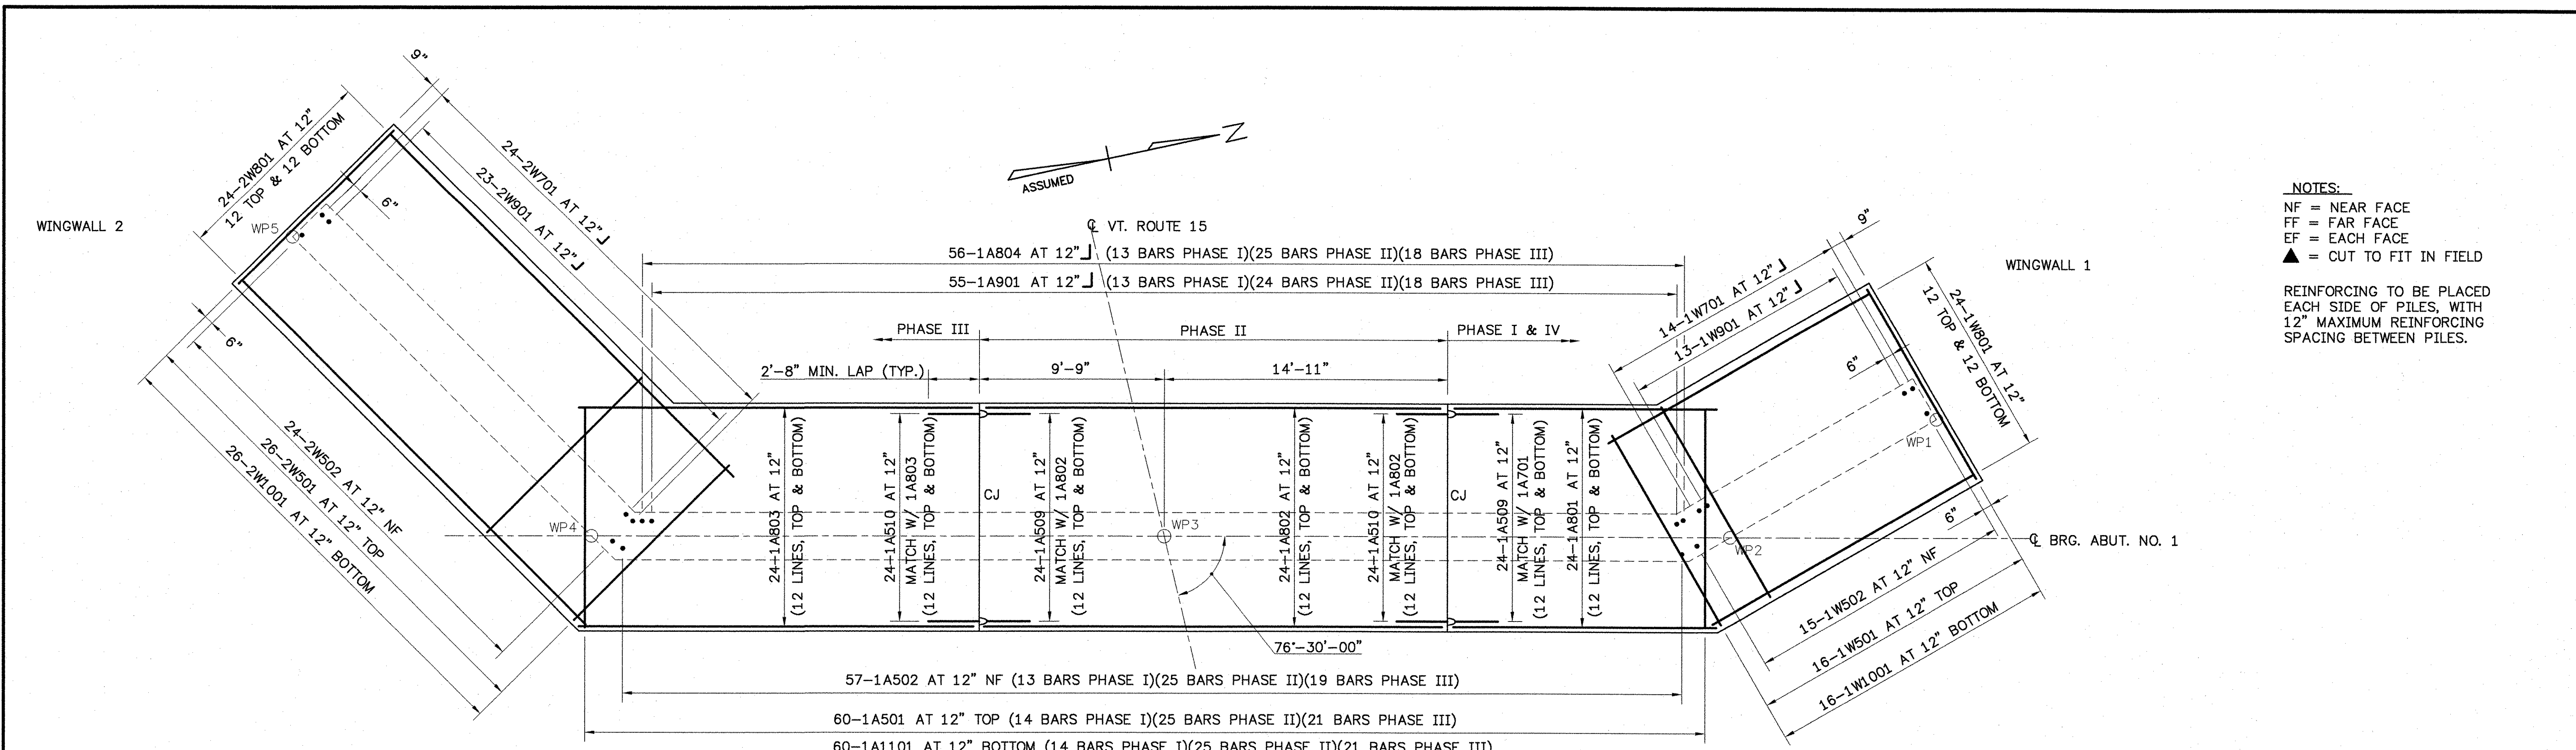 9"
24-2W801 AT 12"
12 TOP & 12 BOTTOM
24-2W701 AT 12"
23-2W901 AT 12"
6"
WP5
WINGWALL 2
6"
N
ASSUMED
℄ VT. ROUTE 15
56-1A804 AT 12" (13 BARS PHASE I)(25 BARS PHASE II)(18 BARS PHASE III)
55-1A901 AT 12" (13 BARS PHASE I)(24 BARS PHASE II)(18 BARS PHASE III)
PHASE III
PHASE II
PHASE I & IV
2'-8" MIN. LAP (TYP.)
9'-9"
14'-11"
9"
WINGWALL 1
14-1W701 AT 12"
13-1W901 AT 12"
24-1W801 AT 12"
12 TOP & 12 BOTTOM
6"
WP1
6"
NOTES:
NF = NEAR FACE
FF = FAR FACE
EF = EACH FACE
▲ = CUT TO FIT IN FIELD
REINFORCING TO BE PLACED
EACH SIDE OF PILES, WITH
12" MAXIMUM REINFORCING
SPACING BETWEEN PILES.
24-2W502 AT 12" NF
26-2W501 AT 12" TOP
26-2W1001 AT 12" BOTTOM
WP4
24-1A803 AT 12"
(12 LINES, TOP & BOTTOM)
24-1A510 AT 12"
MATCH W/ 1A803
(12 LINES, TOP & BOTTOM)
CJ
24-1A509 AT 12"
MATCH W/ 1A802
(12 LINES, TOP & BOTTOM)
WP3
24-1A802 AT 12"
(12 LINES, TOP & BOTTOM)
24-1A510 AT 12"
MATCH W/ 1A802
(12 LINES, TOP & BOTTOM)
CJ
24-1A509 AT 12"
MATCH W/ 1A701
(12 LINES, TOP & BOTTOM)
24-1A801 AT 12"
(12 LINES, TOP & BOTTOM)
WP2
℄ BRG. ABUT. NO. 1
76°-30'-00"
15-1W502 AT 12" NF
16-1W501 AT 12" TOP
16-1W1001 AT 12" BOTTOM
57-1A502 AT 12" NF (13 BARS PHASE I)(25 BARS PHASE II)(19 BARS PHASE III)
60-1A501 AT 12" TOP (14 BARS PHASE I)(25 BARS PHASE II)(21 BARS PHASE III)
60-1A1101 AT 12" BOTTOM (14 BARS PHASE I)(25 BARS PHASE II)(21 BARS PHASE III)